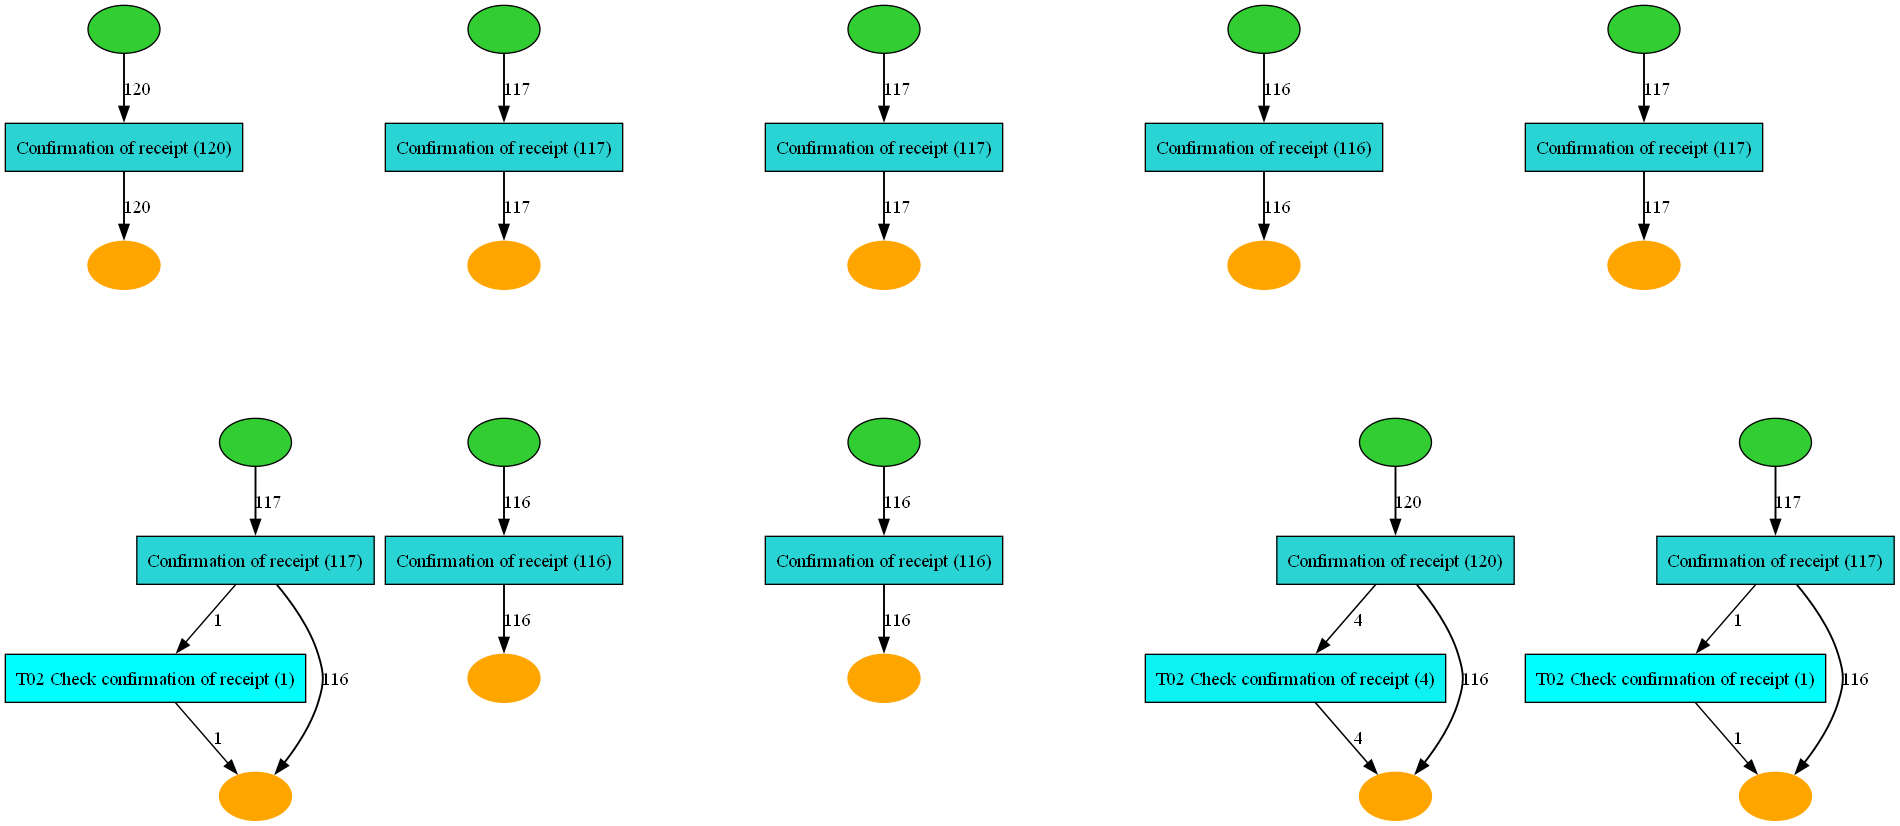 120
117
117
116
117
Confirmation of receipt (120)
Confirmation of receipt (117)
Confirmation of receipt (117)
Confirmation of receipt (116)
Confirmation of receipt (117)
120
117
117
116
117
117
116
116
120
117
Confirmation of receipt (117)
Confirmation of receipt (116)
Confirmation of receipt (116)
Confirmation of receipt (120)
Confirmation of receipt (117)
1
116
116
4
1
T02 Check confirmation of receipt (1)
116
T02 Check confirmation of receipt (4)
116
T02 Check confirmation of receipt (1)
116
1
4
1